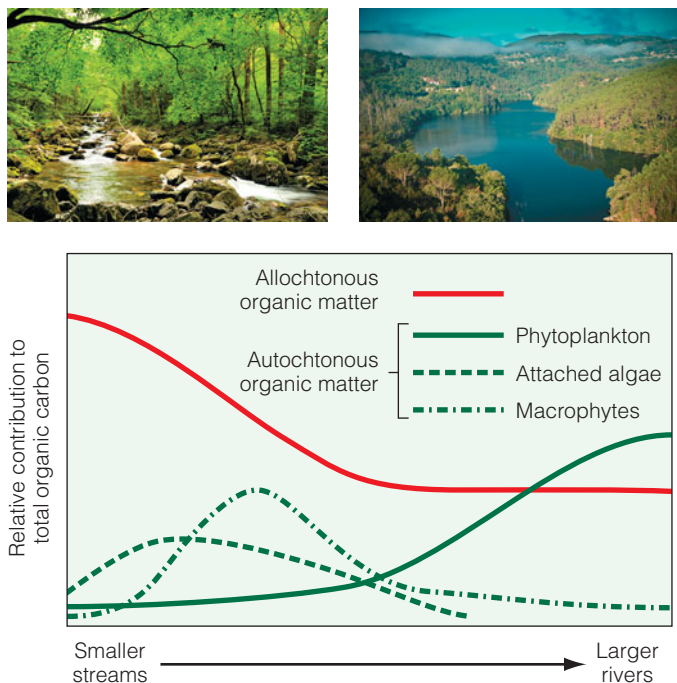 Allochtonous
organic matter
Phytoplankton
Autochtonous
organic matter
Attached algae
Macrophytes
Relative contribution to
total organic carbon
Smaller
streams
Larger
rivers